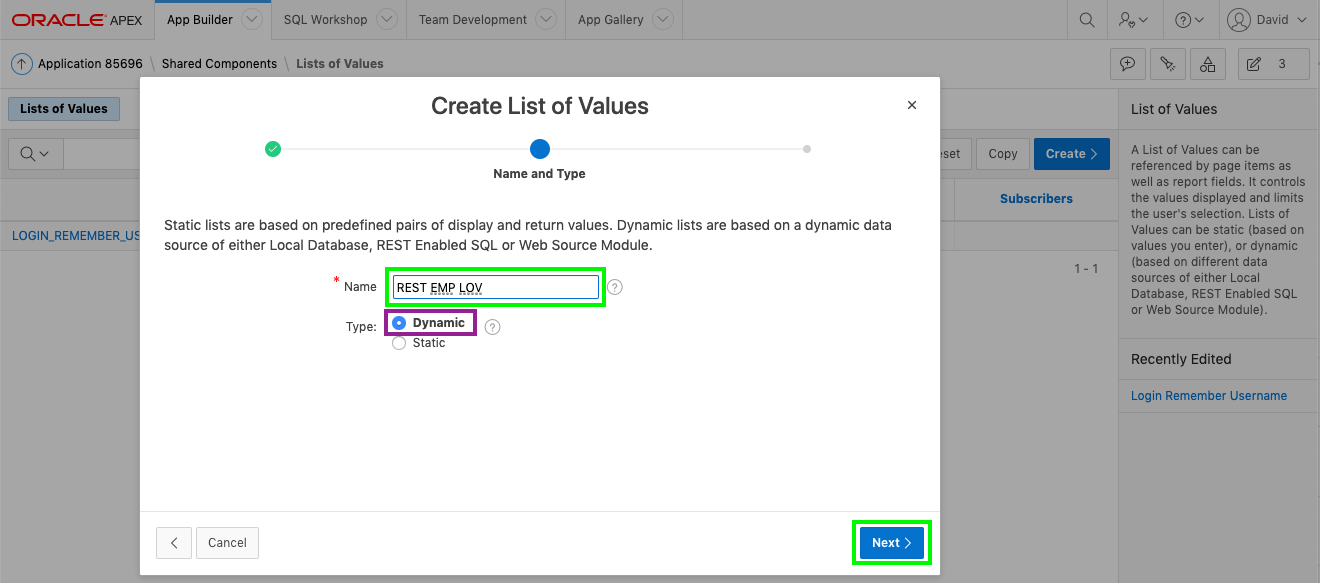 ORACLE APEX App Builder SQL Workshop Team Development App Gallery David
Application 85696 \ Shared Components \ Lists of Values 3
Lists of Values
Create List of Values
Name and Type
Static lists are based on predefined pairs of display and return values. Dynamic lists are based on a dynamic data
source of either Local Database, REST Enabled SQL or Web Source Module.
* Name REST EMP LOV ?
Type: Dynamic ?
Static
Cancel Next
set Copy Create
Subscribers
LOGIN_REMEMBER_US
1 - 1
List of Values
A List of Values can be
referenced by page items as
well as report fields. It controls
the values displayed and limits
the user's selection. Lists of
Values can be static (based on
values you enter), or dynamic
(based on different data
sources of either Local
Database, REST Enabled SQL
or Web Source Module).
Recently Edited
Login Remember Username